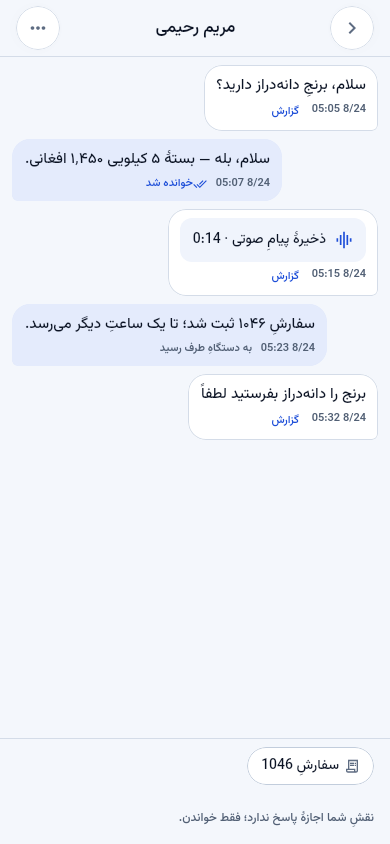 مریم رحیمی
سلام، برنجِ دانه‌دراز دارید؟
05:05 8/24 گزارش
سلام، بله — بستهٔ ۵ کیلویی ۱,۴۵۰ افغانی.
05:07 8/24 خوانده شد
ذخیرهٔ پیامِ صوتی · 0:14
05:15 8/24 گزارش
سفارشِ ۱۰۴۶ ثبت شد؛ تا یک ساعتِ دیگر می‌رسد.
05:23 8/24 به دستگاهِ طرف رسید
برنج را دانه‌دراز بفرستید لطفاً
05:32 8/24 گزارش
سفارشِ 1046
نقشِ شما اجازهٔ پاسخ ندارد؛ فقط خواندن.